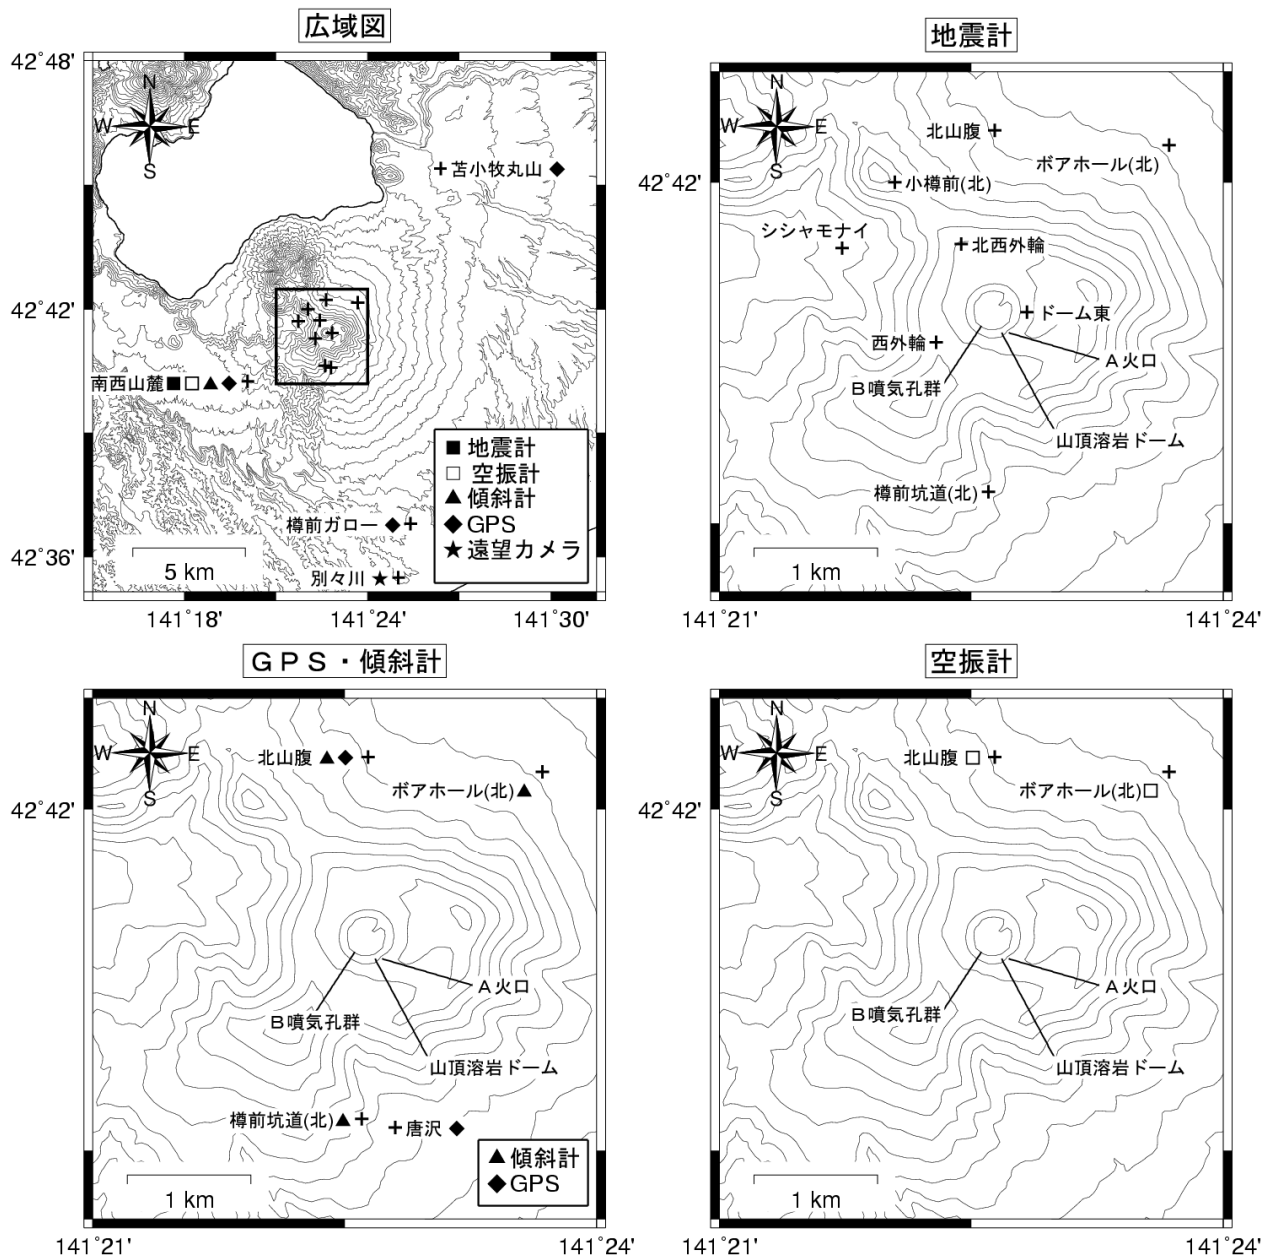 広域図
42°48'
N
W
E
S
＋苫小牧丸山◆
42°42'
南西山麓■□▲◆＋
■地震計
□空振計
▲傾斜計
◆GPS
★遠望カメラ
樽前ガロー◆＋
42°36'
5 km
別々川★＋
141°18'
141°24'
141°30'
地震計
N
W
E
S
北山腹＋
ボアホール(北)
42°42'
＋小樽前(北)
シシャモナイ
＋北西外輪
＋ドーム東
西外輪＋
A火口
B噴気孔群
山頂溶岩ドーム
樽前坑道(北)＋
1 km
141°21'
141°24'
ＧＰＳ・傾斜計
N
W
E
S
北山腹▲◆＋
ボアホール(北)▲
42°42'
A火口
B噴気孔群
山頂溶岩ドーム
樽前坑道(北)▲＋
＋唐沢◆
▲傾斜計
◆GPS
1 km
141°21'
141°24'
空振計
N
W
E
S
北山腹□＋
ボアホール(北)□
42°42'
A火口
B噴気孔群
山頂溶岩ドーム
1 km
141°21'
141°24'